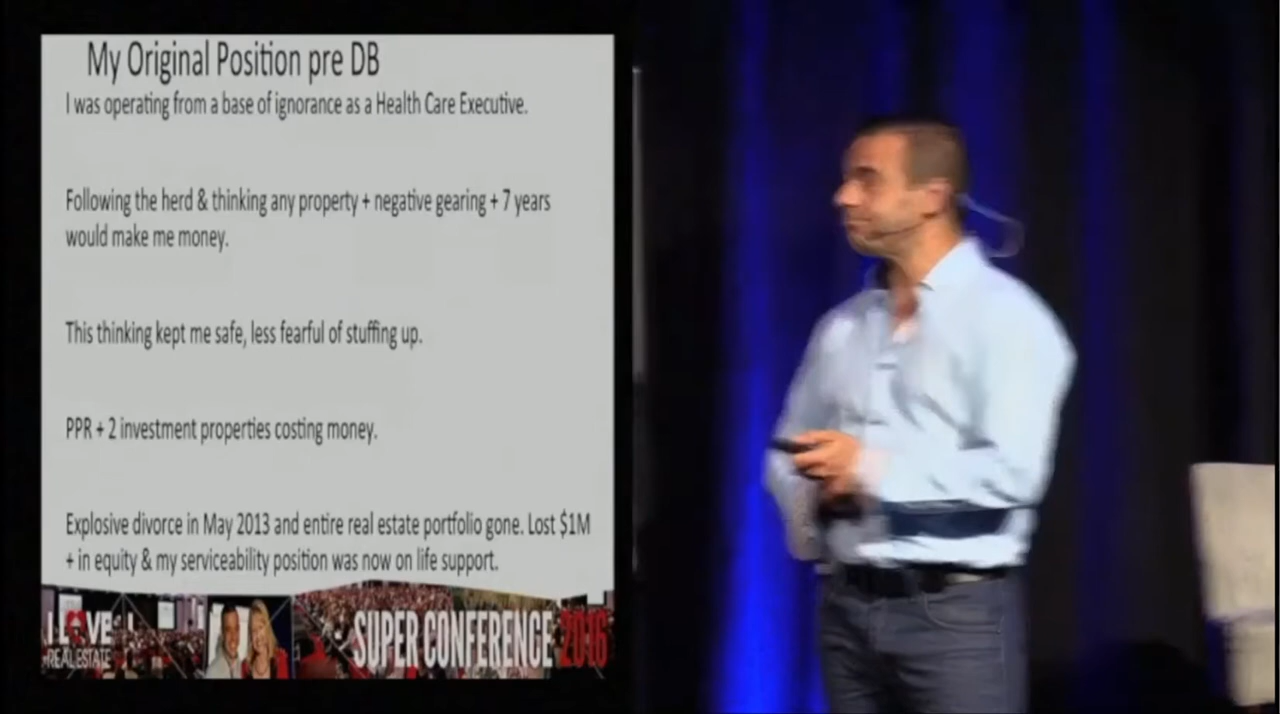 My Original Position pre DB
I was operating from a base of ignorance as a Health Care Executive.
Following the herd & thinking any property + negative gearing + 7 years
would make me money.
This thinking kept me safe, less fearful of stuffing up.
PPR + 2 investment properties costing money.
Explosive divorce in May 2013 and entire real estate portfolio gone. Lost $1M
+ in equity & my serviceability position was now on life support.
I LOVE
REAL ESTATE
SUPER CONFERENCE 2016